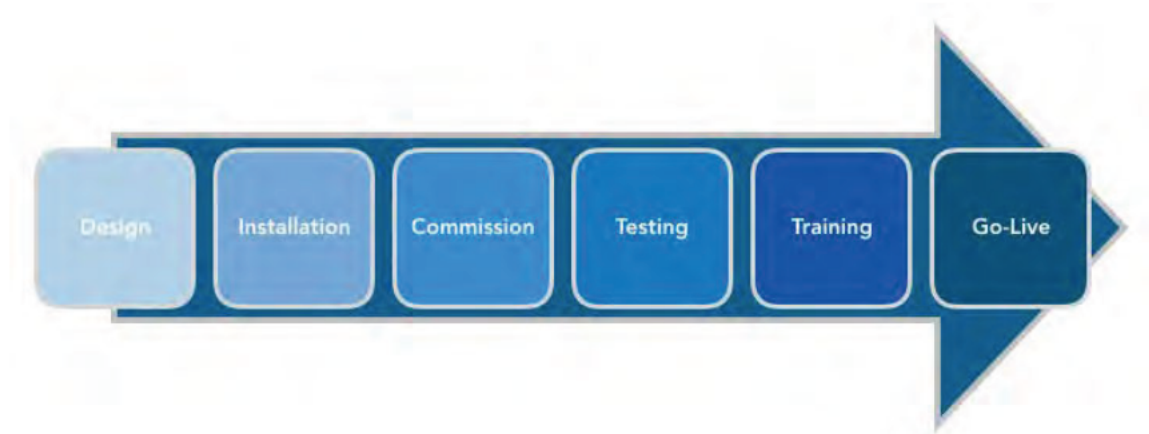 Design
Installation
Commission
Testing
Training
Go-Live